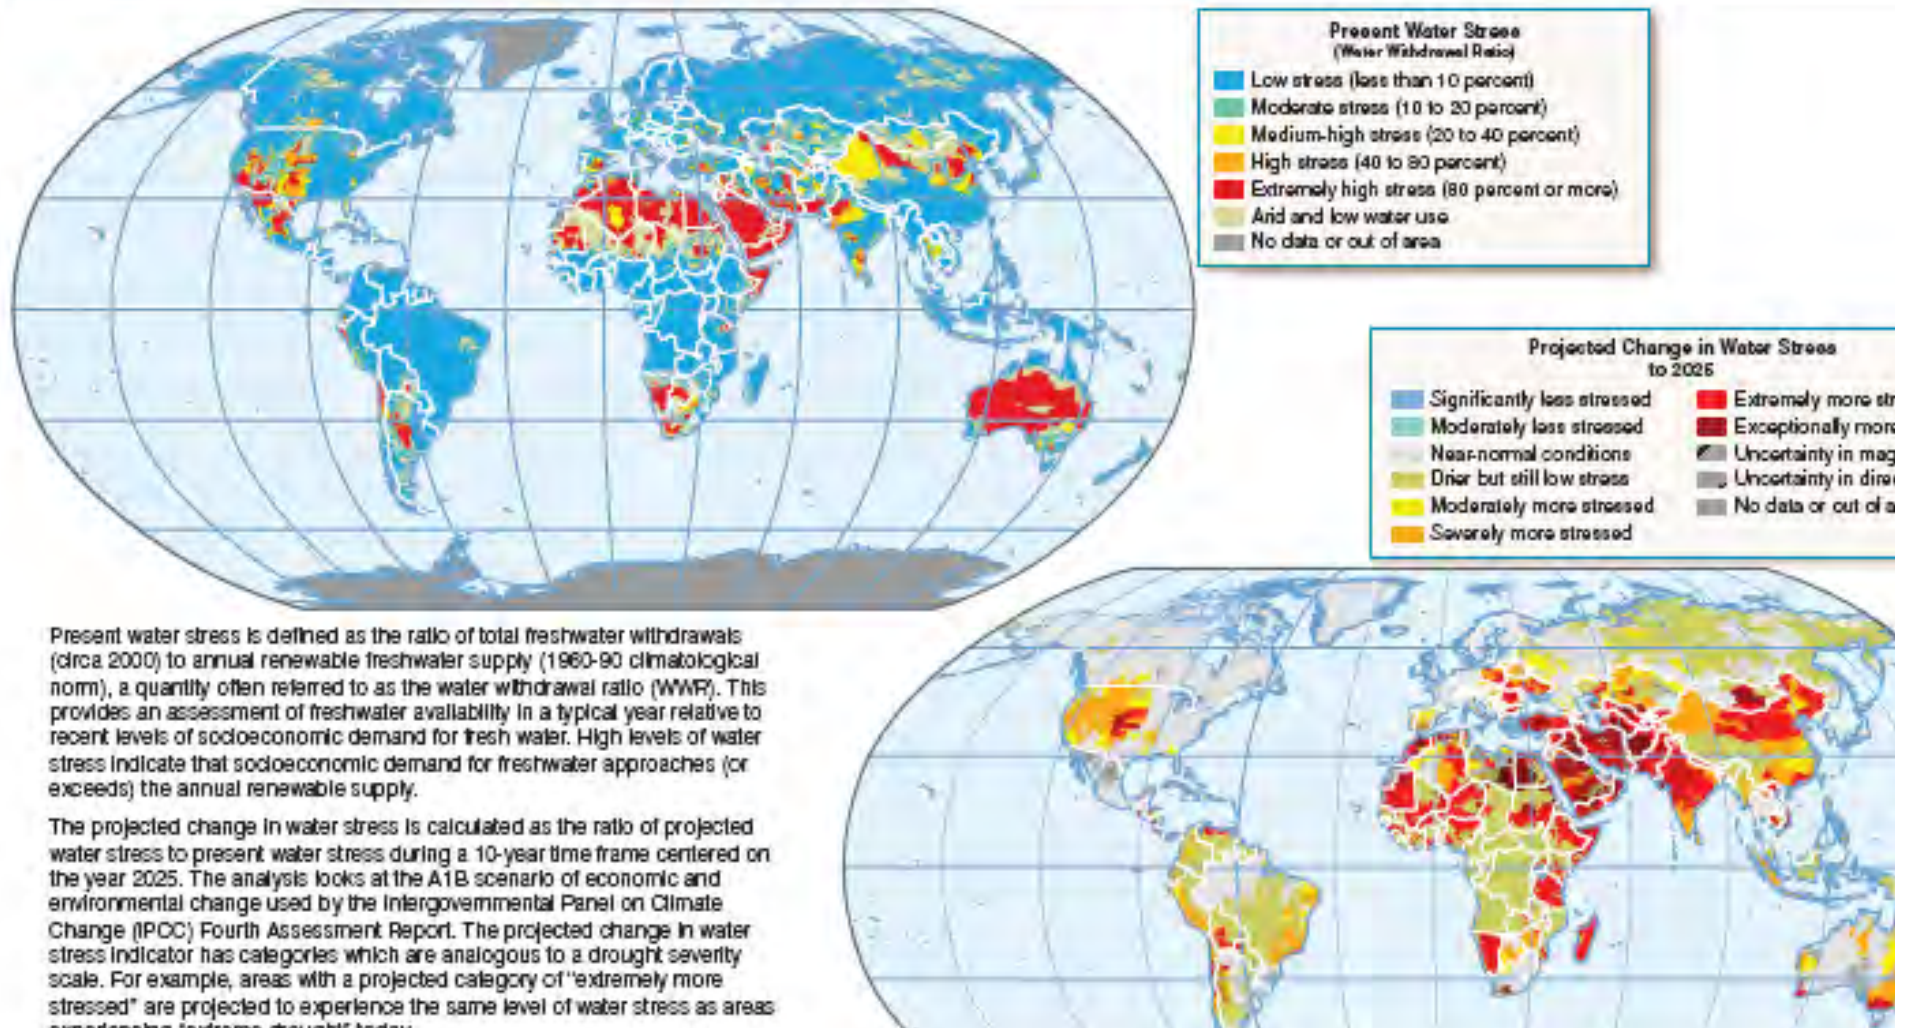 Present Water Stress
(Water Withdrawal Ratio)
Low stress (less than 10 percent)
Moderate stress (10 to 20 percent)
Medium-high stress (20 to 40 percent)
High stress (40 to 80 percent)
Extremely high stress (80 percent or more)
Arid and low water use
No data or out of area
Projected Change in Water Stress
to 2025
Significantly less stressed
Moderately less stressed
Near-normal conditions
Drier but still low stress
Moderately more stressed
Severely more stressed
Extremely more str
Exceptionally more
Uncertainty in mag
Uncertainty in direc
No data or out of a
Present water stress is defined as the ratio of total freshwater withdrawals
(circa 2000) to annual renewable freshwater supply (1960-90 climatological
norm), a quantity often referred to as the water withdrawal ratio (WWR). This
provides an assessment of freshwater availability in a typical year relative to
recent levels of socioeconomic demand for fresh water. High levels of water
stress indicate that socioeconomic demand for freshwater approaches (or
exceeds) the annual renewable supply.
The projected change in water stress is calculated as the ratio of projected
water stress to present water stress during a 10-year time frame centered on
the year 2025. The analysis looks at the A1B scenario of economic and
environmental change used by the Intergovernmental Panel on Climate
Change (IPCC) Fourth Assessment Report. The projected change in water
stress indicator has categories which are analogous to a drought severity
scale. For example, areas with a projected category of "extremely more
stressed" are projected to experience the same level of water stress as areas